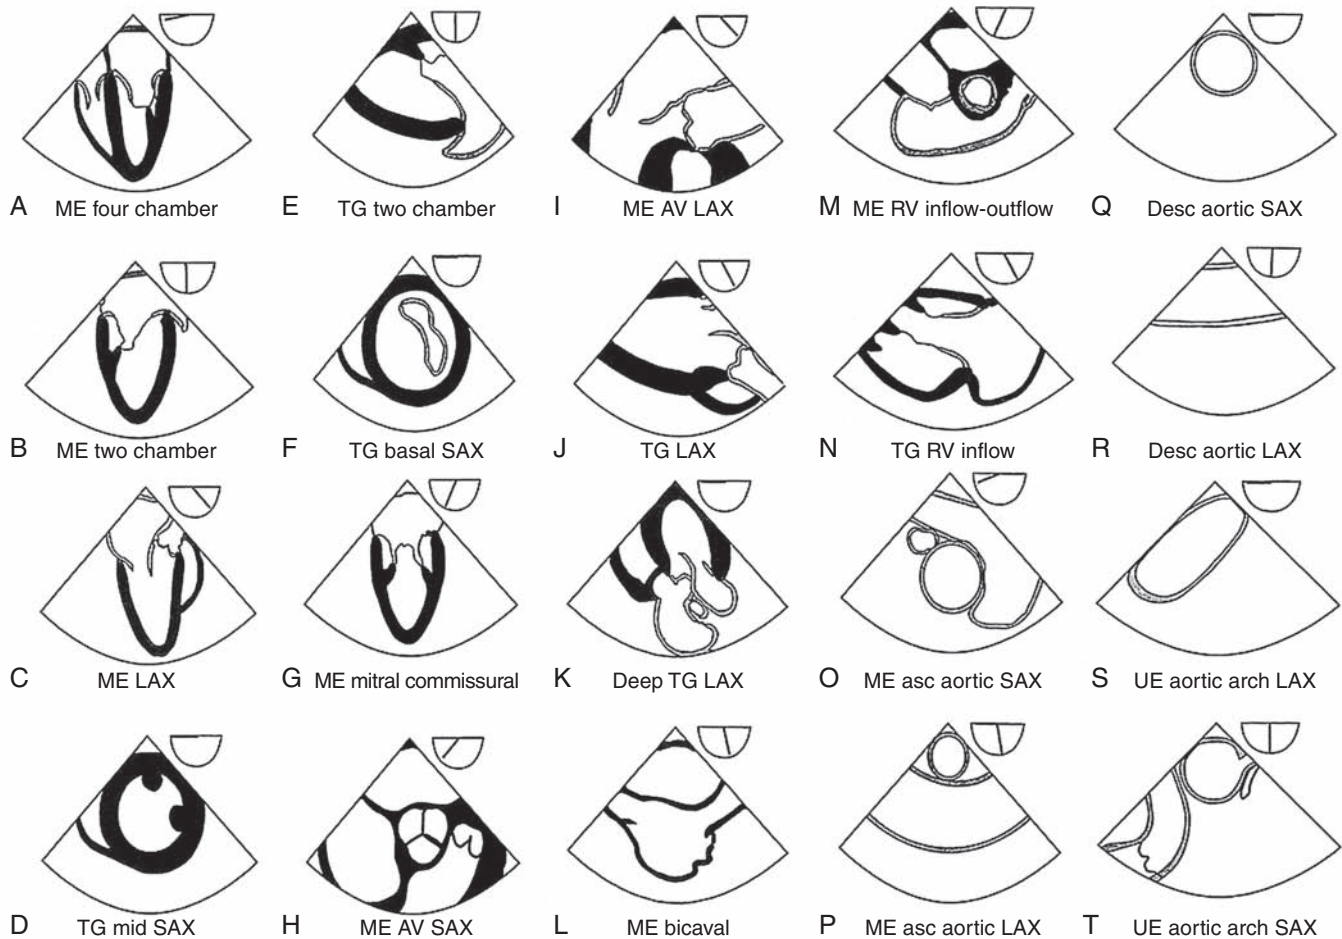 A ME four chamber
E TG two chamber
I ME AV LAX
M ME RV inflow-outflow
Q Desc aortic SAX
B ME two chamber
F TG basal SAX
J TG LAX
N TG RV inflow
R Desc aortic LAX
C ME LAX
G ME mitral commissural
K Deep TG LAX
O ME asc aortic SAX
S UE aortic arch LAX
D TG mid SAX
H ME AV SAX
L ME bicaval
P ME asc aortic LAX
T UE aortic arch SAX